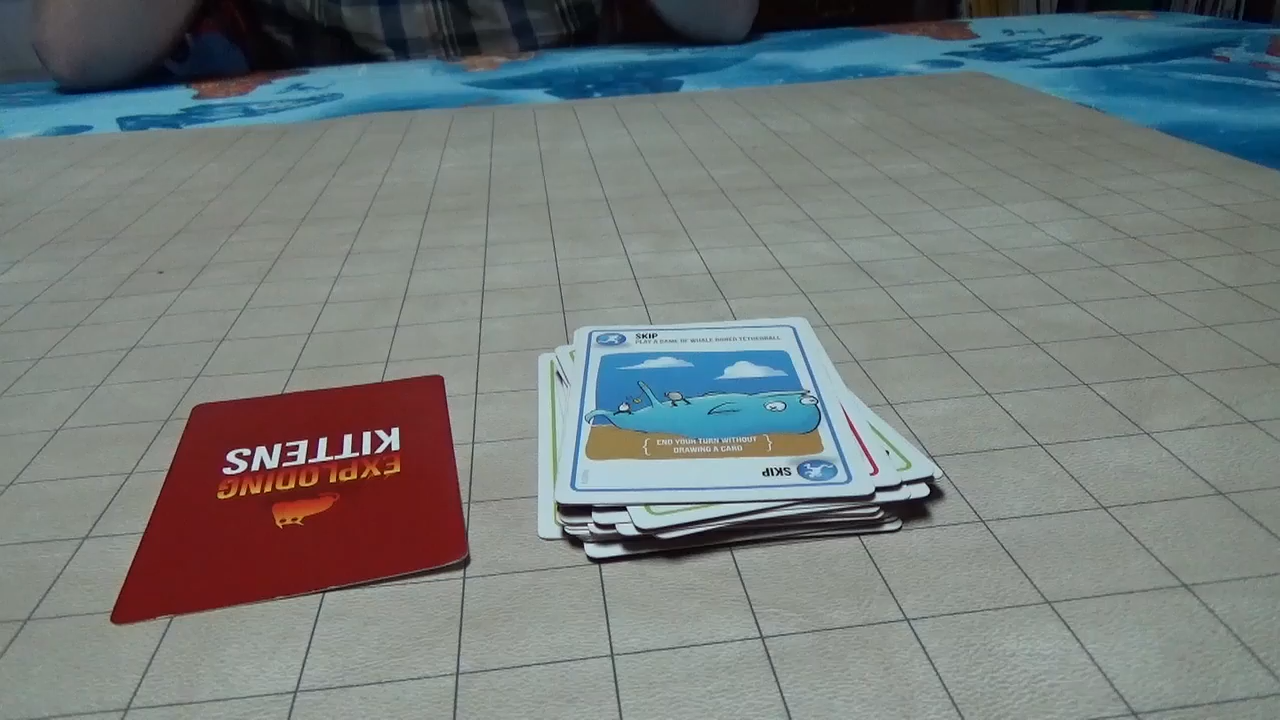 EXPLODING
KITTENS
SKIP
PLAY A GAME OF WHALE BONER TETHERBALL
END YOUR TURN WITHOUT
DRAWING A CARD
SKIP